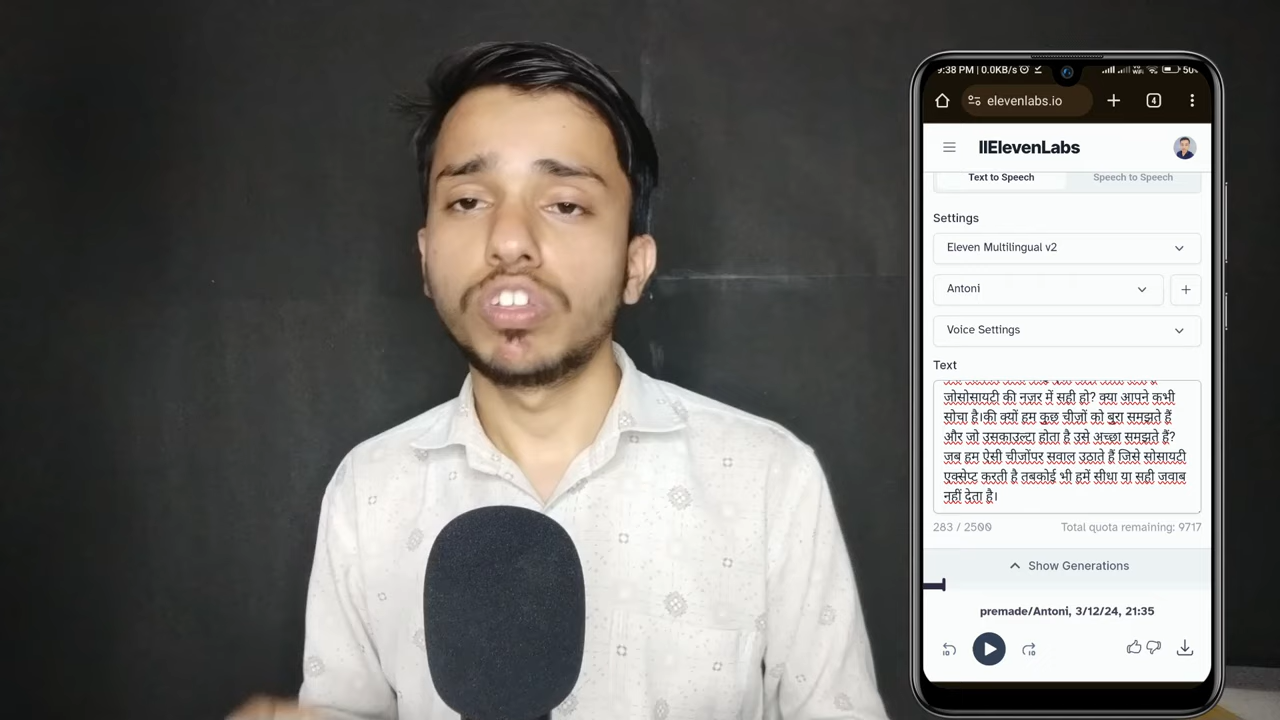 9:38 PM | 0.0KB/s
50
elevenlabs.io
4
IIElevenLabs
Text to Speech
Speech to Speech
Settings
Eleven Multilingual v2
Antoni
Voice Settings
Text
जोसोसायटी की नज़र में सही हो? क्या आपने कभी
सोचा है।की क्यों हम कुछ चीज़ों को बुरा समझते हैं
और जो उसकाउल्टा होता है उसे अच्छा समझते हैं?
जब हम ऐसी चीजोंपर सवाल उठाते हैं जिसे सोसायटी
एक्सेप्ट करती है तबकोई भी हमें सीधा या सही जवाब
नहीं देता है।
283 / 2500
Total quota remaining: 9717
Show Generations
premade/Antoni, 3/12/24, 21:35